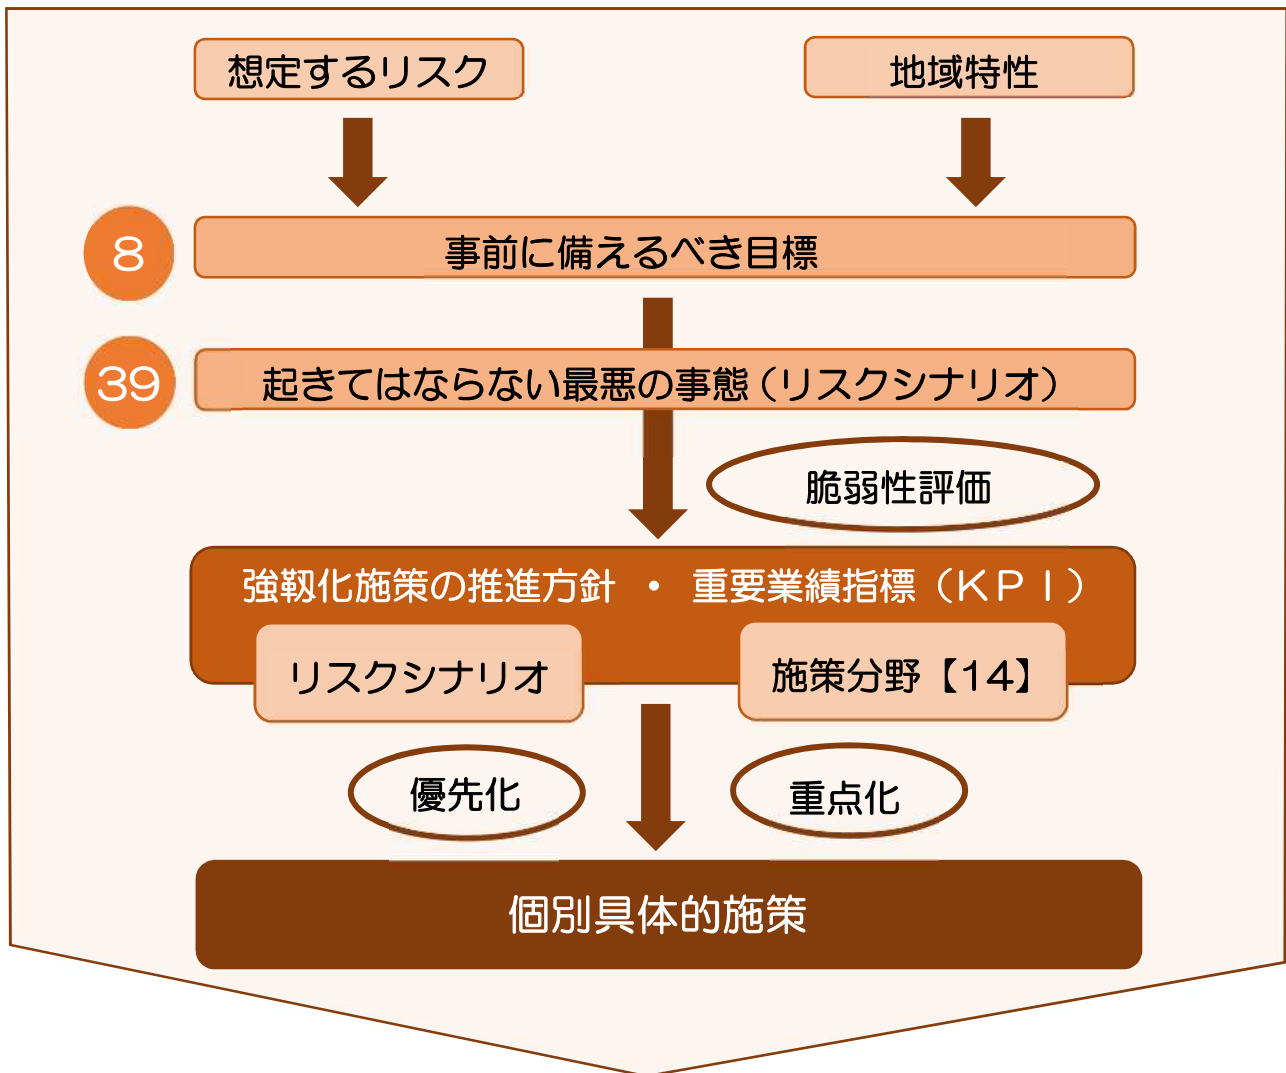 想定するリスク
地域特性
8
事前に備えるべき目標
39
起きてはならない最悪の事態(リスクシナリオ)
脆弱性評価
強靱化施策の推進方針 ・ 重要業績指標(KPI)
リスクシナリオ
施策分野【14】
優先化
重点化
個別具体的施策